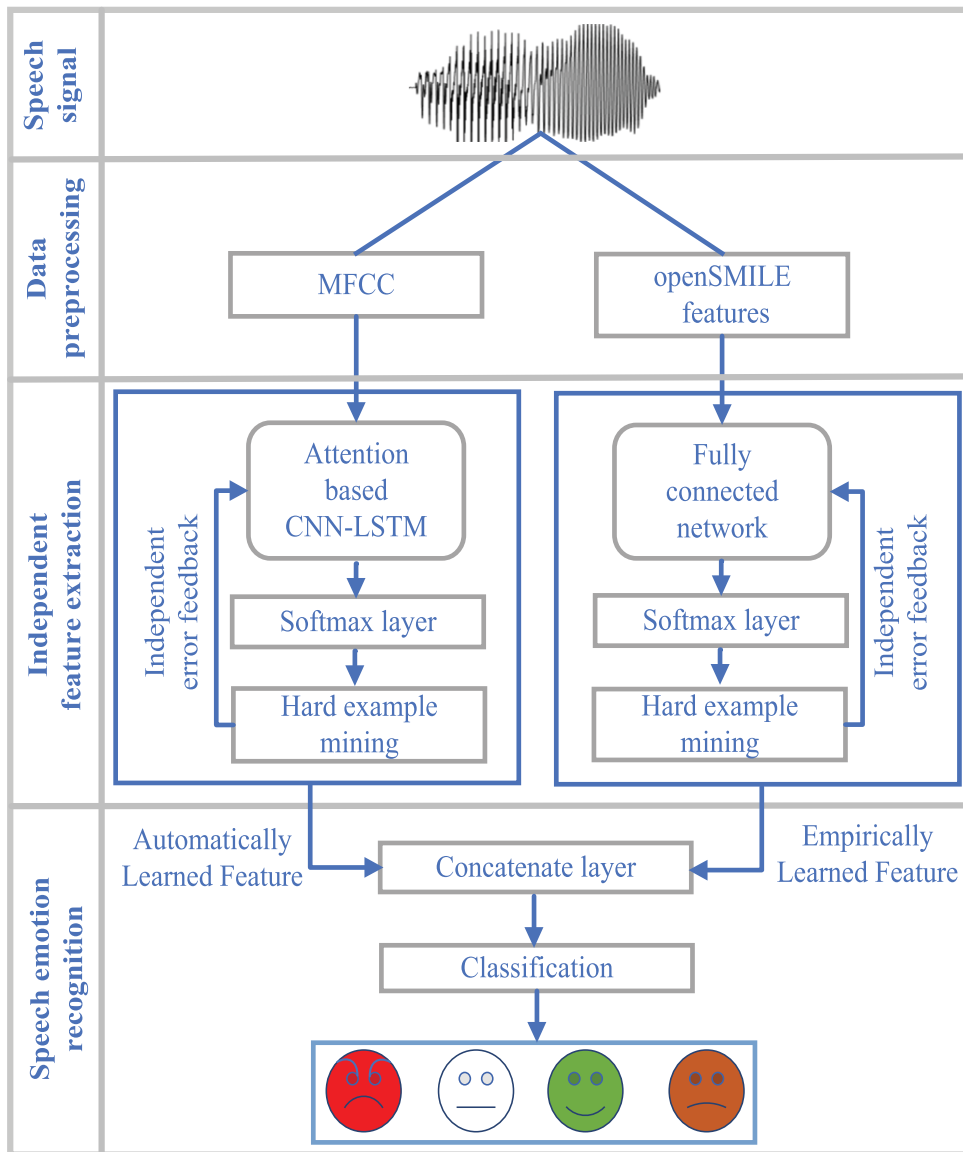 Speech
signal
Data
preprocessing
MFCC
openSMILE
features
Independent
feature extraction
Attention
based
CNN-LSTM
Independent
error feedback
Softmax layer
Hard example
mining
Fully
connected
network
Independent
error feedback
Softmax layer
Hard example
mining
Speech emotion
recognition
Automatically
Learned Feature
Empirically
Learned Feature
Concatenate layer
Classification